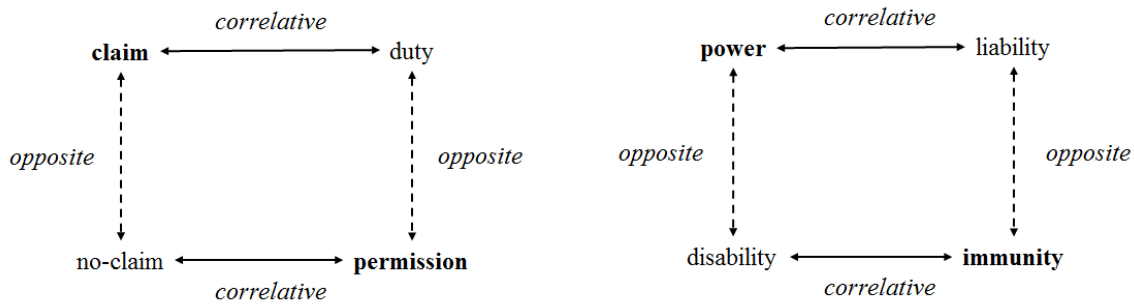 correlative
claim duty
opposite opposite
no-claim permission
correlative
correlative
power liability
opposite opposite
disability immunity
correlative